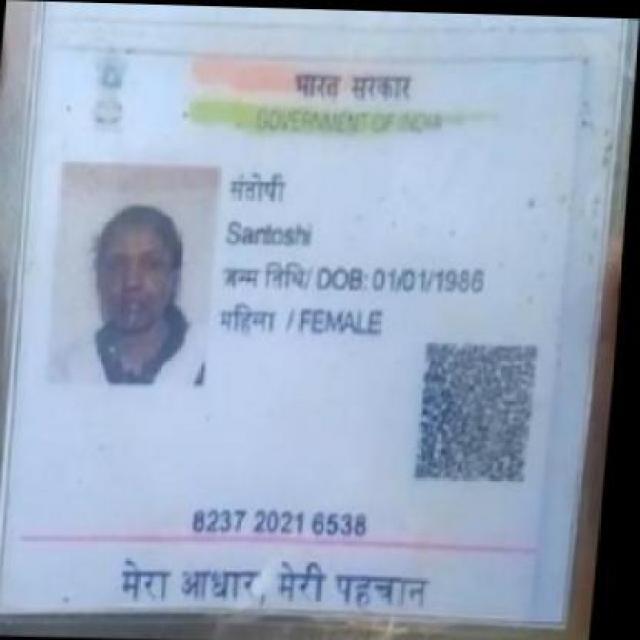 भारत सरकार
GOVERNMENT OF INDIA
संतोषी
Santoshi
जन्म तिथि/ DOB: 01/01/1986
महिला / FEMALE
8237 2021 6538
मेरा आधार, मेरी पहचान